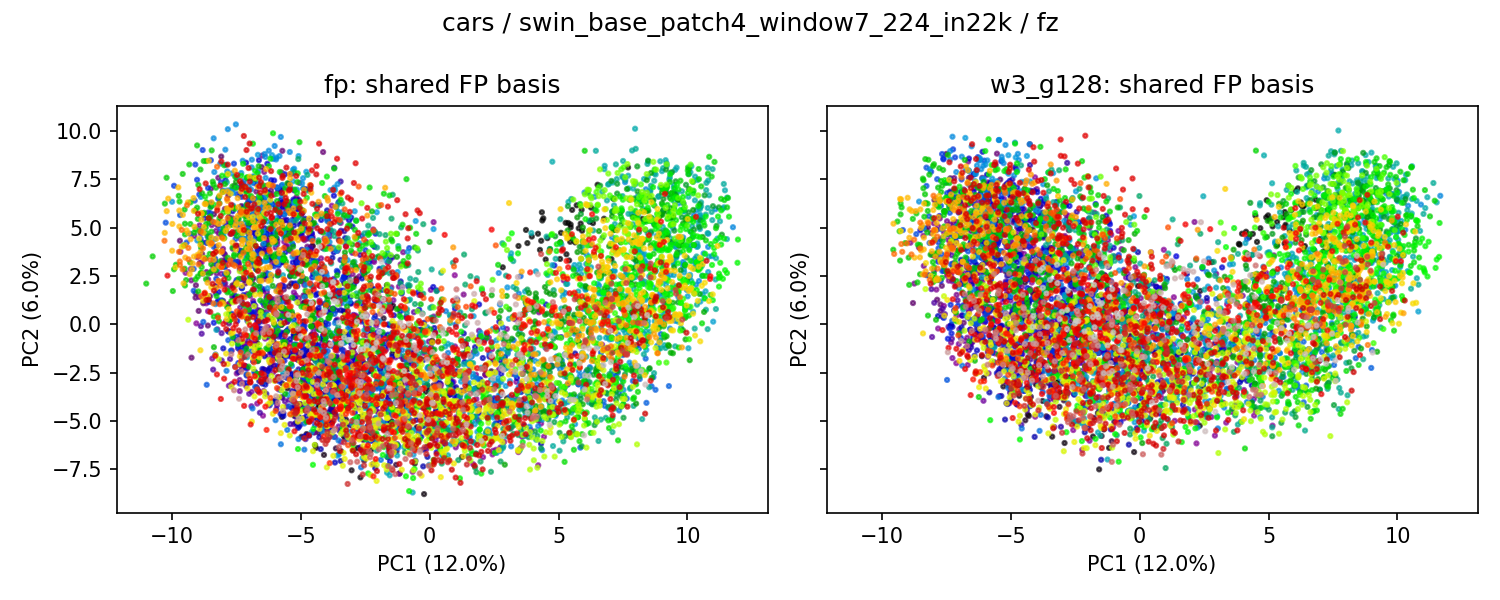 cars / swin_base_patch4_window7_224_in22k / fz
fp: shared FP basis
w3_g128: shared FP basis
10.0
7.5
5.0
2.5
0.0
−2.5
−5.0
−7.5
PC2 (6.0%)
PC2 (6.0%)
−10 −5 0 5 10
−10 −5 0 5 10
PC1 (12.0%)
PC1 (12.0%)